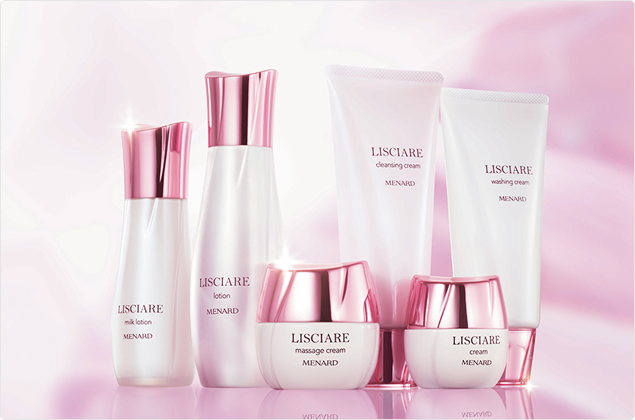 LISCIARE
milk lotion
MENARD
LISCIARE
lotion
MENARD
LISCIARE
massage cream
MENARD
LISCIARE
cleansing cream
MENARD
LISCIARE
cream
MENARD
LISCIARE
washing cream
MENARD